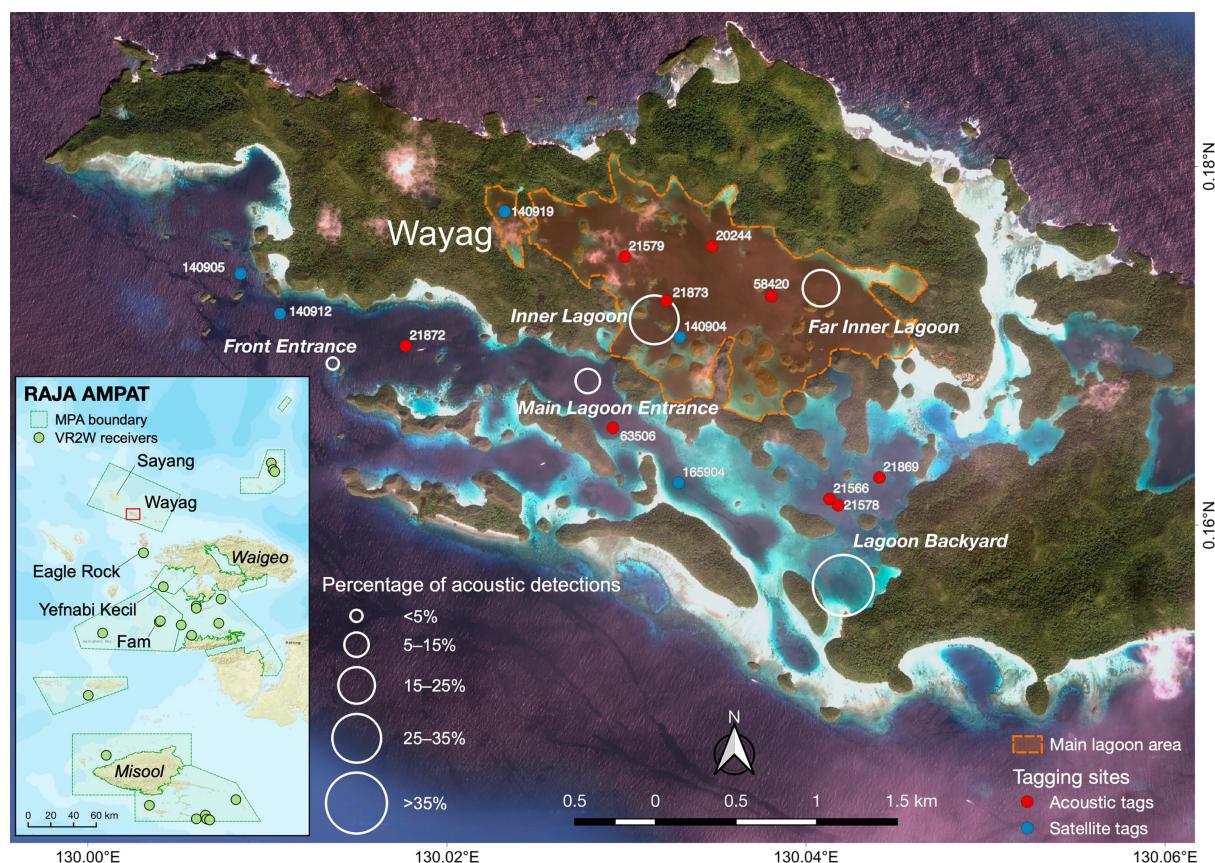 0.18°N
140919
Wayag
21579
20244
140905
58420
140912
21873
Inner Lagoon
140904
Far Inner Lagoon
21872
Front Entrance
Main Lagoon Entrance
63506
165904
21869
21566
21578
0.16°N
Lagoon Backyard
RAJA AMPAT
MPA boundary
VR2W receivers
Sayang
Wayag
Eagle Rock
Waigeo
Yefnabi Kecil
Fam
Misool
0 20 40 60 km
Percentage of acoustic detections
<5%
5–15%
15–25%
25–35%
>35%
N
0.5 0 0.5 1 1.5 km
Main lagoon area
Tagging sites
Acoustic tags
Satellite tags
130.00°E 130.02°E 130.04°E 130.06°E